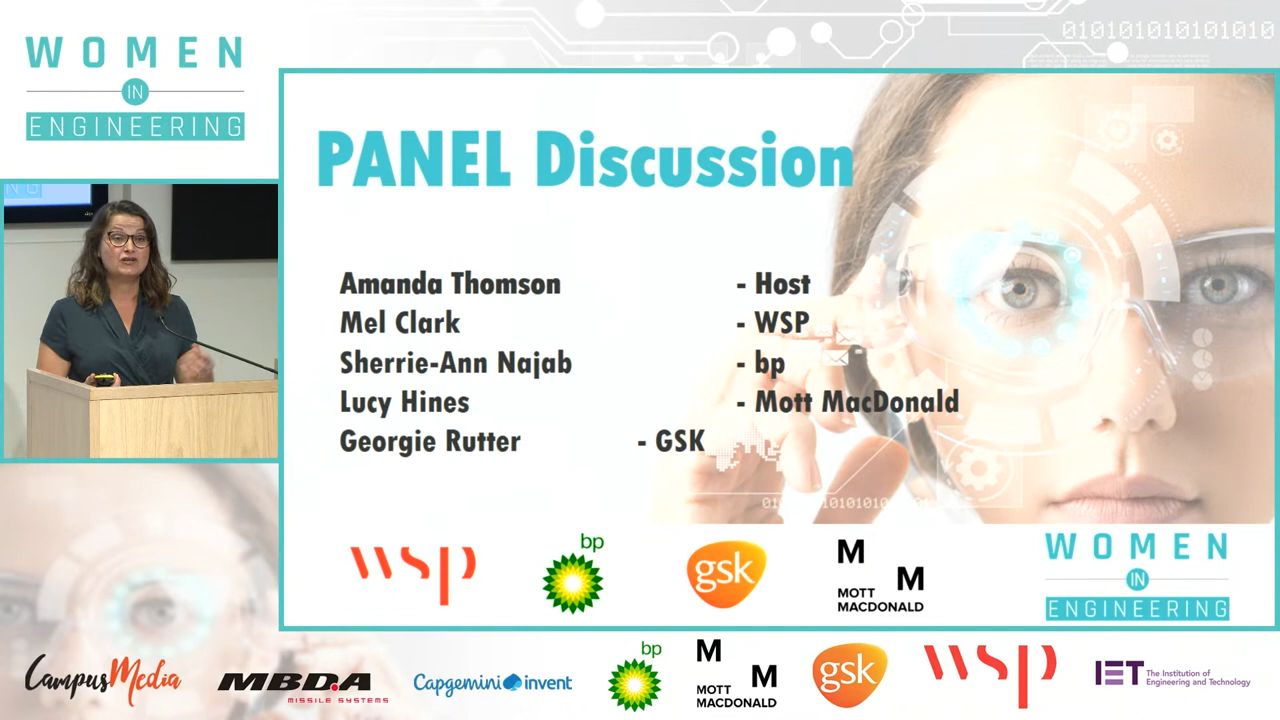 WOMEN
IN
ENGINEERING
010101010101010
PANEL Discussion
Amanda Thomson - Host
Mel Clark - WSP
Sherrie-Ann Najab - bp
Lucy Hines - Mott MacDonald
Georgie Rutter - GSK
wsp
bp
gsk
M
M
MOTT
MACDONALD
WOMEN
IN
ENGINEERING
CampusMedia
MBDA
MISSILE SYSTEMS
Capgemini invent
bp
M
M
MOTT
MACDONALD
gsk
wsp
IET The Institution of
Engineering and Technology